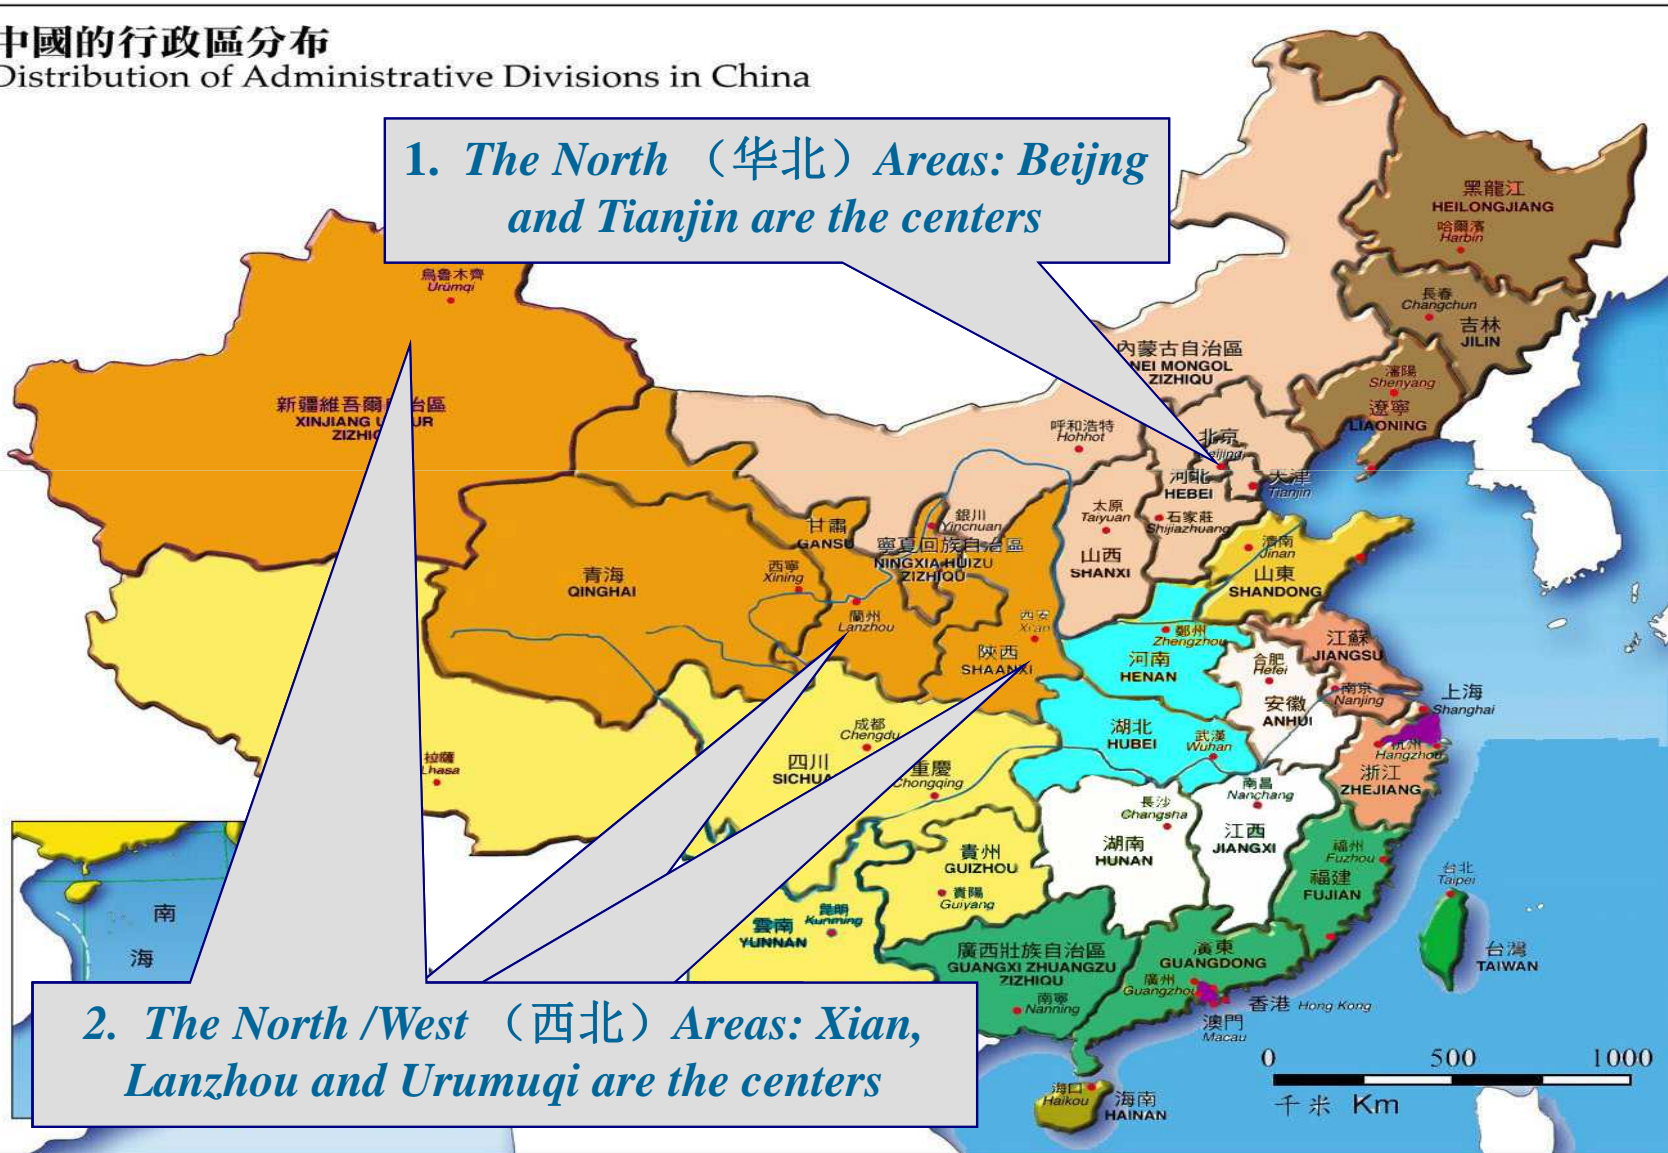 中國的行政區分布
Distribution of Administrative Divisions in China
1. The North （华北）Areas: Beijng
and Tianjin are the centers
黑龍江
HEILONGJIANG
哈爾濱
Harbin
長春
Changchun
吉林
JILIN
瀋陽
Shenyang
遼寧
LIAONING
烏魯木齊
Ürümqi
內蒙古自治區
NEI MONGOL
ZIZHIQU
新疆維吾爾自治區
XINJIANG U UR
ZIZHIQ
呼和浩特
Hohhot
北京
eijing
天津
Tianjin
河北
HEBEI
石家莊
Shijiazhuang
太原
Taiyuan
山西
SHANXI
濟南
Jinan
山東
SHANDONG
銀川
Yinchuan
寧夏回族自治區
NINGXIA HUIZU
ZIZHIQU
甘肅
GANSU
西寧
Xining
青海
QINGHAI
蘭州
Lanzhou
西安
Xi'an
陝西
SHAANXI
鄭州
Zhengzhou
河南
HENAN
江蘇
JIANGSU
合肥
Hefei
南京
Nanjing
安徽
ANHUI
上海
Shanghai
湖北
HUBEI
武漢
Wuhan
杭州
Hangzhou
浙江
ZHEJIANG
成都
Chengdu
四川
SICHUA
重慶
Chongqing
拉薩
Lhasa
南昌
Nanchang
江西
JIANGXI
長沙
Changsha
湖南
HUNAN
貴州
GUIZHOU
貴陽
Guiyang
昆明
Kunming
雲南
YUNNAN
福州
Fuzhou
福建
FUJIAN
台北
Taipei
台灣
TAIWAN
廣西壯族自治區
GUANGXI ZHUANGZU
ZIZHIQU
南寧
Nanning
廣東
GUANGDONG
廣州
Guangzhou
香港 Hong Kong
澳門
Macau
海口
Haikou
海南
HAINAN
南
海
2. The North /West （西北）Areas: Xian,
Lanzhou and Urumuqi are the centers
0 500 1000
千米 Km